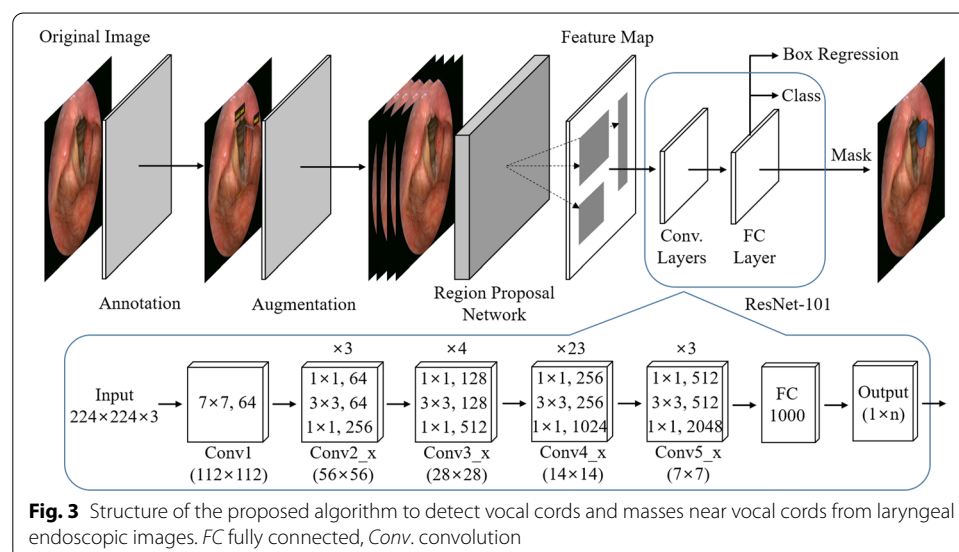 Original Image
Feature Map
Box Regression
Class
Mask
Conv. Layers
FC Layer
Annotation
Augmentation
Region Proposal Network
ResNet-101
×3
×4
×23
×3
Input
224×224×3
7×7, 64
1×1, 64
3×3, 64
1×1, 256
1×1, 128
3×3, 128
1×1, 512
1×1, 256
3×3, 256
1×1, 1024
1×1, 512
3×3, 512
1×1, 2048
FC
1000
Output
(1×n)
Conv1
(112×112)
Conv2_x
(56×56)
Conv3_x
(28×28)
Conv4_x
(14×14)
Conv5_x
(7×7)
Fig. 3 Structure of the proposed algorithm to detect vocal cords and masses near vocal cords from laryngeal
endoscopic images. FC fully connected, Conv. convolution